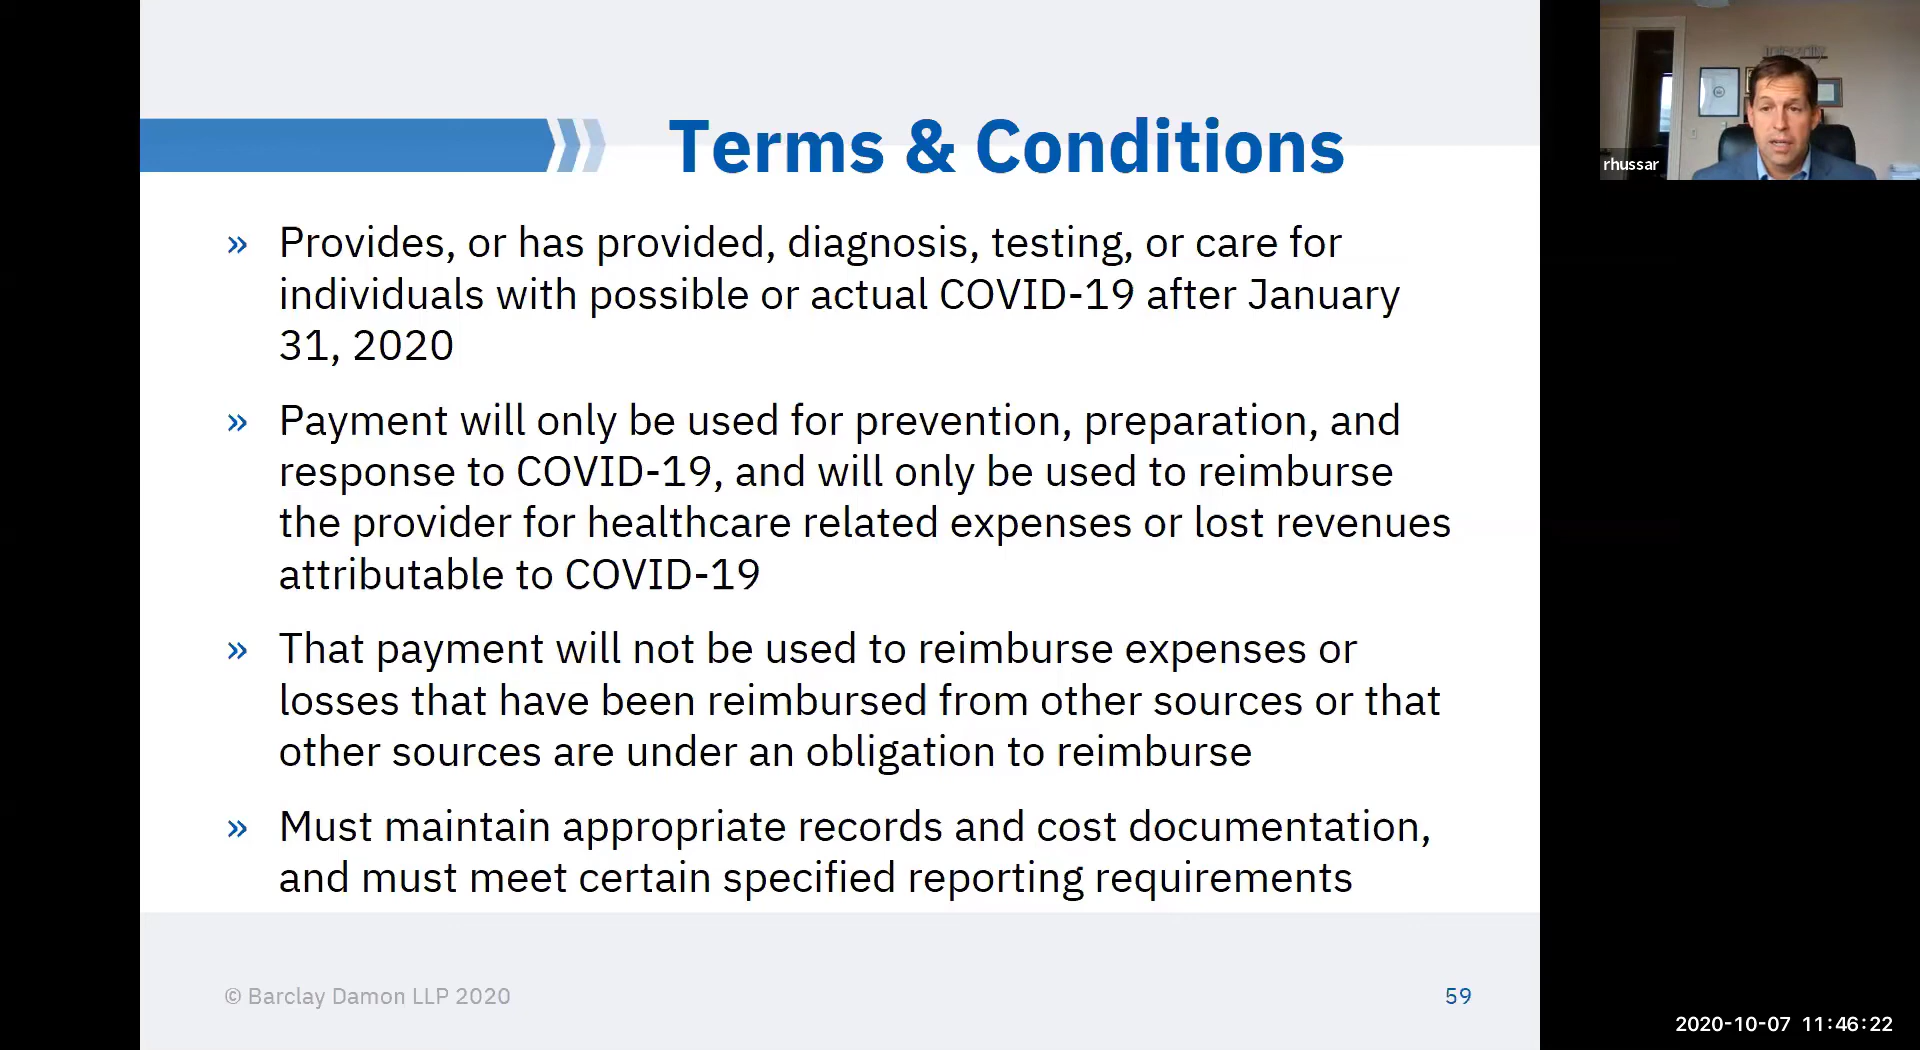 Terms & Conditions
» Provides, or has provided, diagnosis, testing, or care for
individuals with possible or actual COVID-19 after January
31, 2020
» Payment will only be used for prevention, preparation, and
response to COVID-19, and will only be used to reimburse
the provider for healthcare related expenses or lost revenues
attributable to COVID-19
» That payment will not be used to reimburse expenses or
losses that have been reimbursed from other sources or that
other sources are under an obligation to reimburse
» Must maintain appropriate records and cost documentation,
and must meet certain specified reporting requirements
© Barclay Damon LLP 2020
59
integrity
rhussar
2020-10-07 11:46:22